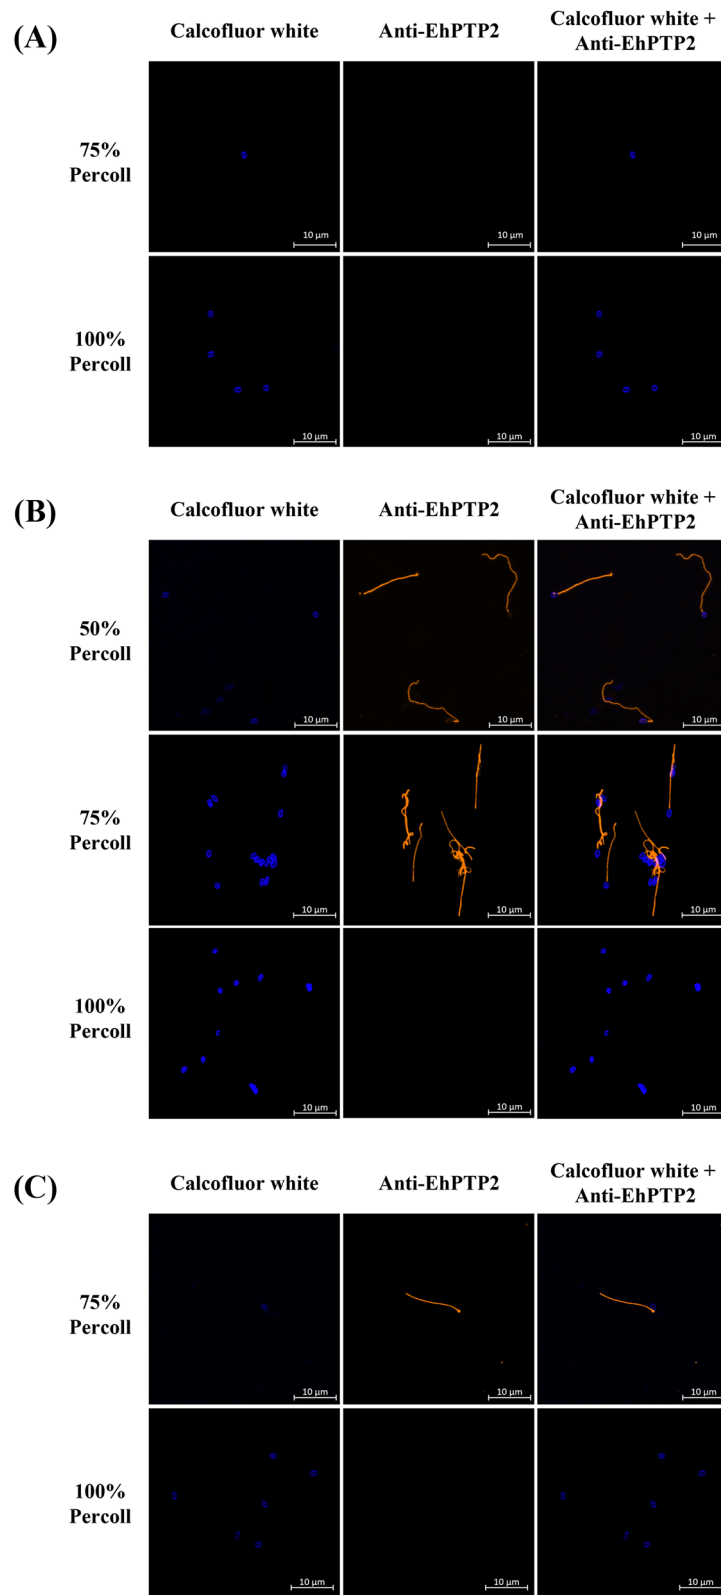 (A)
Calcofluor white
Anti-EhPTP2
Calcofluor white +
Anti-EhPTP2
75%
Percoll
10 µm
10 µm
10 µm
100%
Percoll
10 µm
10 µm
10 µm
(B)
Calcofluor white
Anti-EhPTP2
Calcofluor white +
Anti-EhPTP2
50%
Percoll
10 µm
10 µm
10 µm
75%
Percoll
10 µm
10 µm
10 µm
100%
Percoll
10 µm
10 µm
10 µm
(C)
Calcofluor white
Anti-EhPTP2
Calcofluor white +
Anti-EhPTP2
75%
Percoll
10 µm
10 µm
10 µm
100%
Percoll
10 µm
10 µm
10 µm